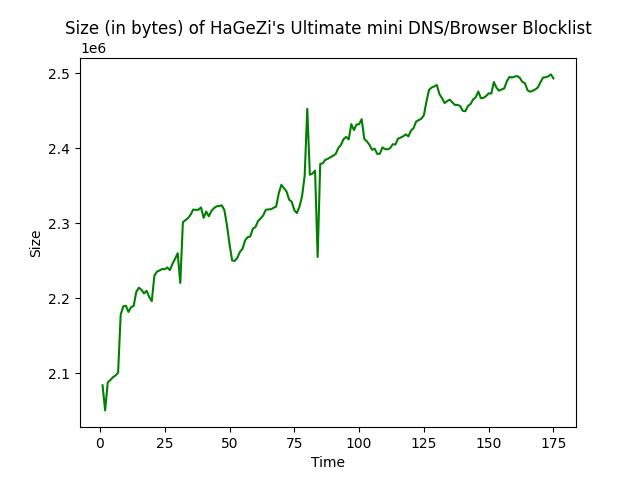 Size (in bytes) of HaGeZi's Ultimate mini DNS/Browser Blocklist
1e6
2.5
2.4
2.3
2.2
2.1
Size
0 25 50 75 100 125 150 175
Time